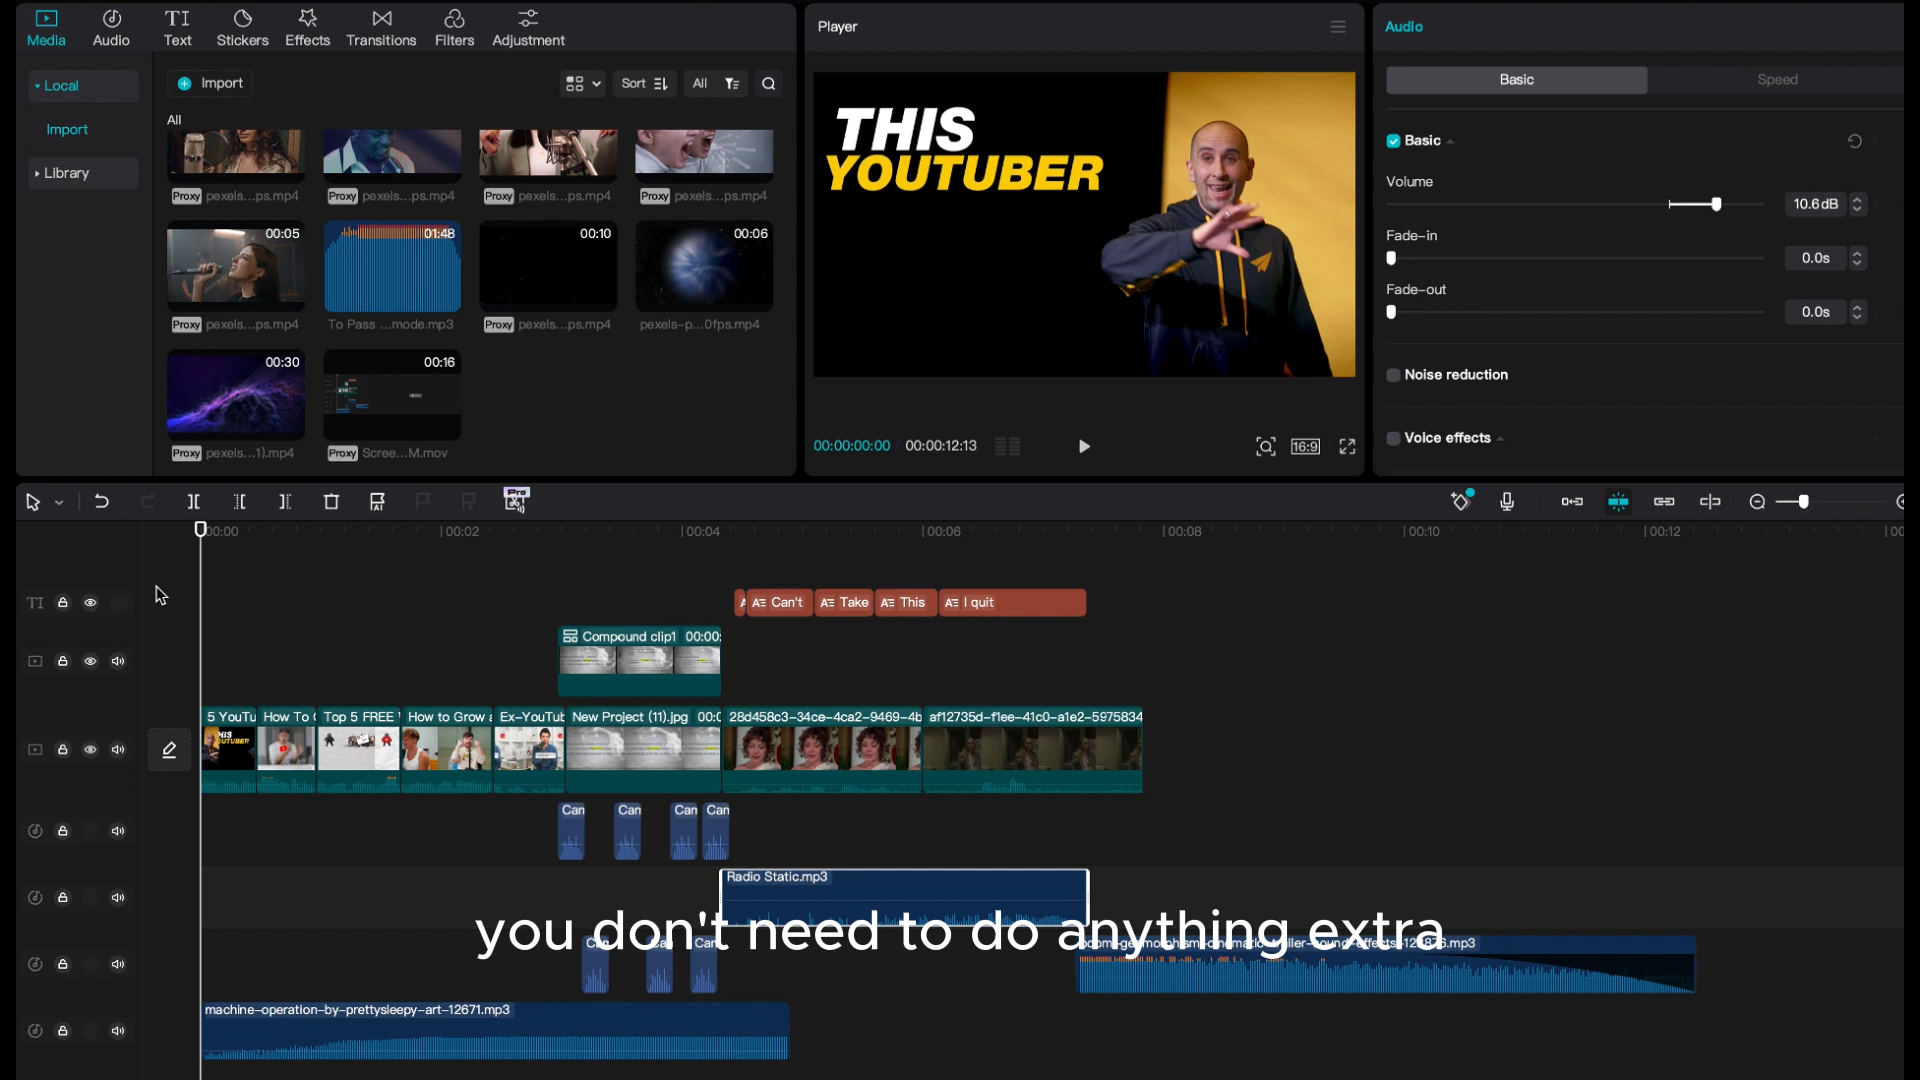 Media
Audio
Text
Stickers
Effects
Transitions
Filters
Adjustment
Local
Import
Library
Import
Sort
All
All
Proxy pexels...ps.mp4
Proxy pexels...ps.mp4
Proxy pexels...ps.mp4
Proxy pexels...ps.mp4
00:05
01:48
00:10
00:06
Proxy pexels...ps.mp4
To Pass ...mode.mp3
Proxy pexels...ps.mp4
pexels-p...0fps.mp4
00:30
00:16
Proxy pexels...1).mp4
Proxy Scree...M.mov
Player
THIS
YOUTUBER
00:00:00:00
00:00:12:13
16:9
Audio
Basic
Speed
Basic
Volume
10.6dB
Fade-in
0.0s
Fade-out
0.0s
Noise reduction
Voice effects
Pro
00:00
00:02
00:04
00:06
00:08
00:10
00:12
TI
Can't
Take
This
I quit
Compound clip1 00:00:
5 YouTu
How To
Top 5 FREE
How to Grow
Ex-YouTub
New Project (11).jpg
28d458c3-34ce-4ca2-9469-4b
af12735d-f1ee-41c0-a1e2-5975834
Can
Can
Can
Can
Radio Static.mp3
you don't need to do anything extra
Can
machine-operation-by-prettysleepy-art-12671.mp3